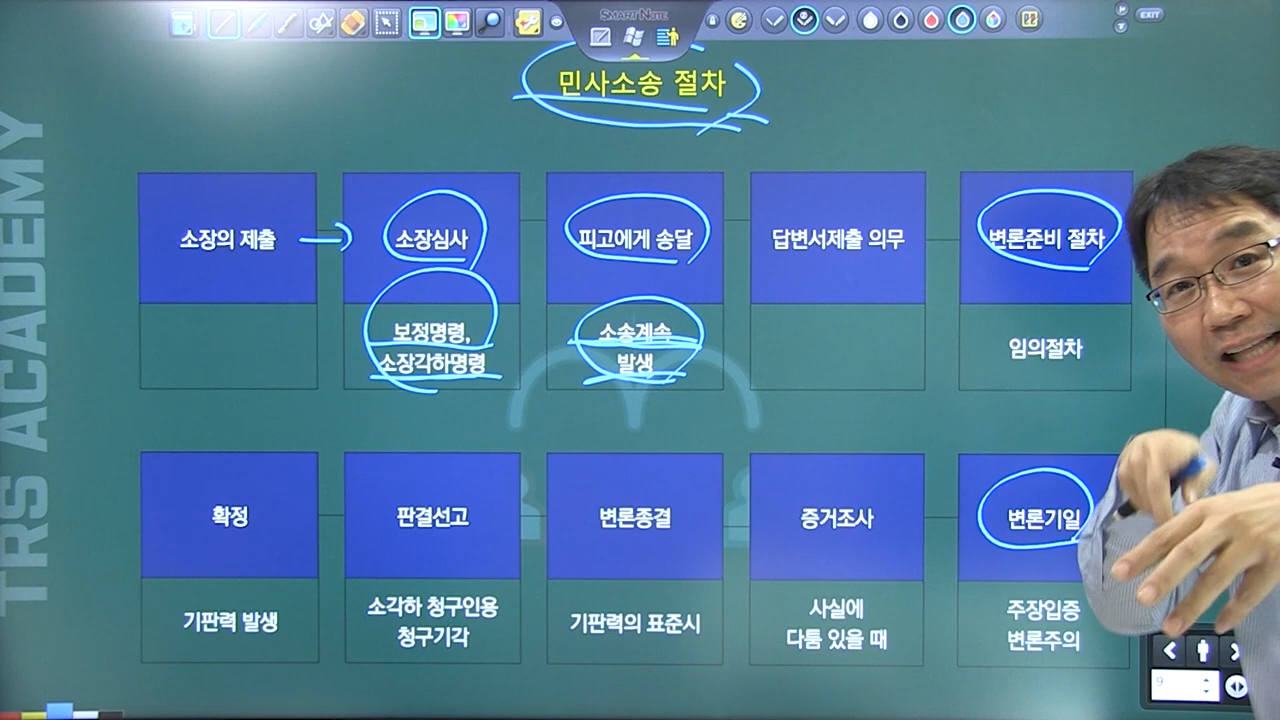 SMARTNOTE
EXIT
민사소송 절차
소장의 제출
소장심사
피고에게 송달
답변서제출 의무
변론준비 절차
보정명령,
소장각하명령
소송계속
발생
임의절차
확정
판결선고
변론종결
증거조사
변론기일
기판력 발생
소각하 청구인용
청구기각
기판력의 표준시
사실에
다툼 있을 때
주장입증
변론주의
TRS ACADEMY
9